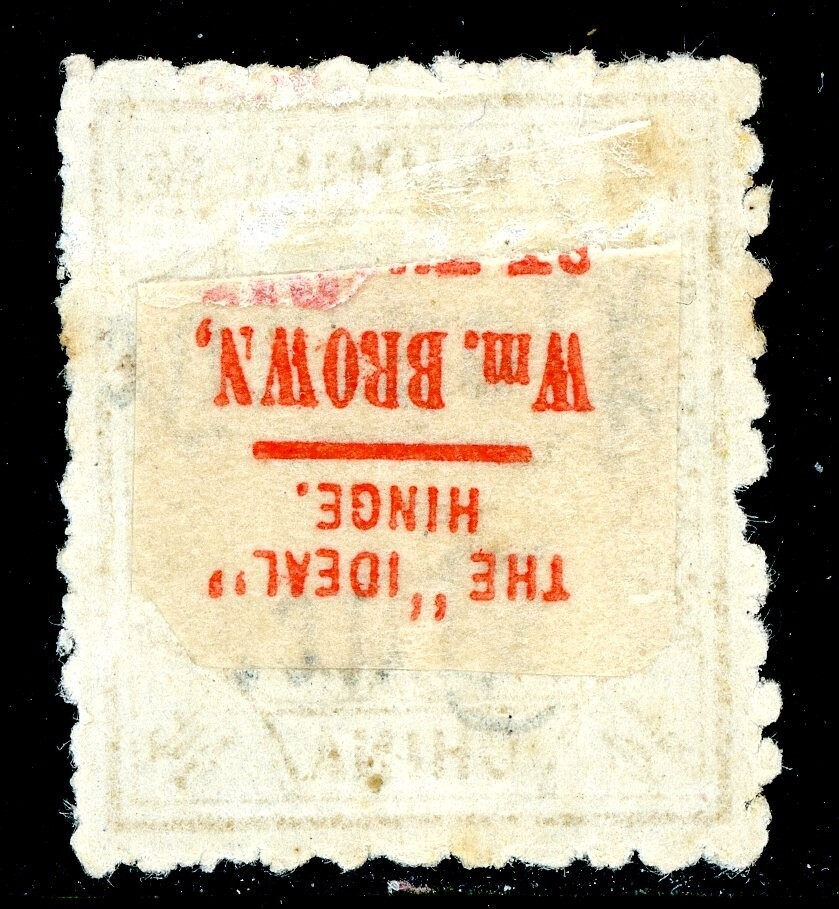 THE "IDEAL"
HINGE.
Wm. BROWN,